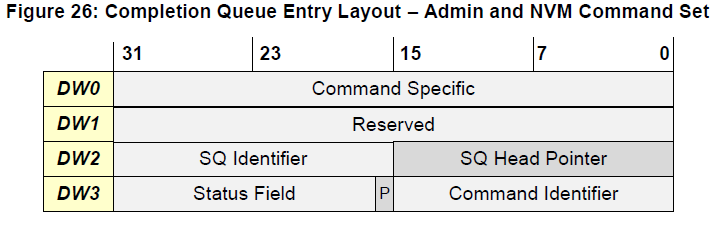 Figure 26: Completion Queue Entry Layout – Admin and NVM Command Set
31 23 15 7 0
DW0 Command Specific
DW1 Reserved
DW2 SQ Identifier SQ Head Pointer
DW3 Status Field P Command Identifier